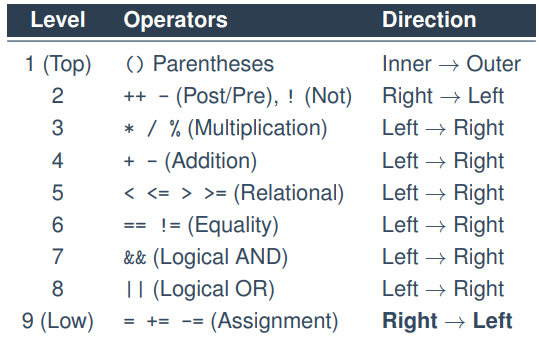 Level Operators Direction
1 (Top) () Parentheses Inner → Outer
2 ++ - (Post/Pre), ! (Not) Right → Left
3 * / % (Multiplication) Left → Right
4 + - (Addition) Left → Right
5 < <= > >= (Relational) Left → Right
6 == != (Equality) Left → Right
7 && (Logical AND) Left → Right
8 || (Logical OR) Left → Right
9 (Low) = += -= (Assignment) Right → Left